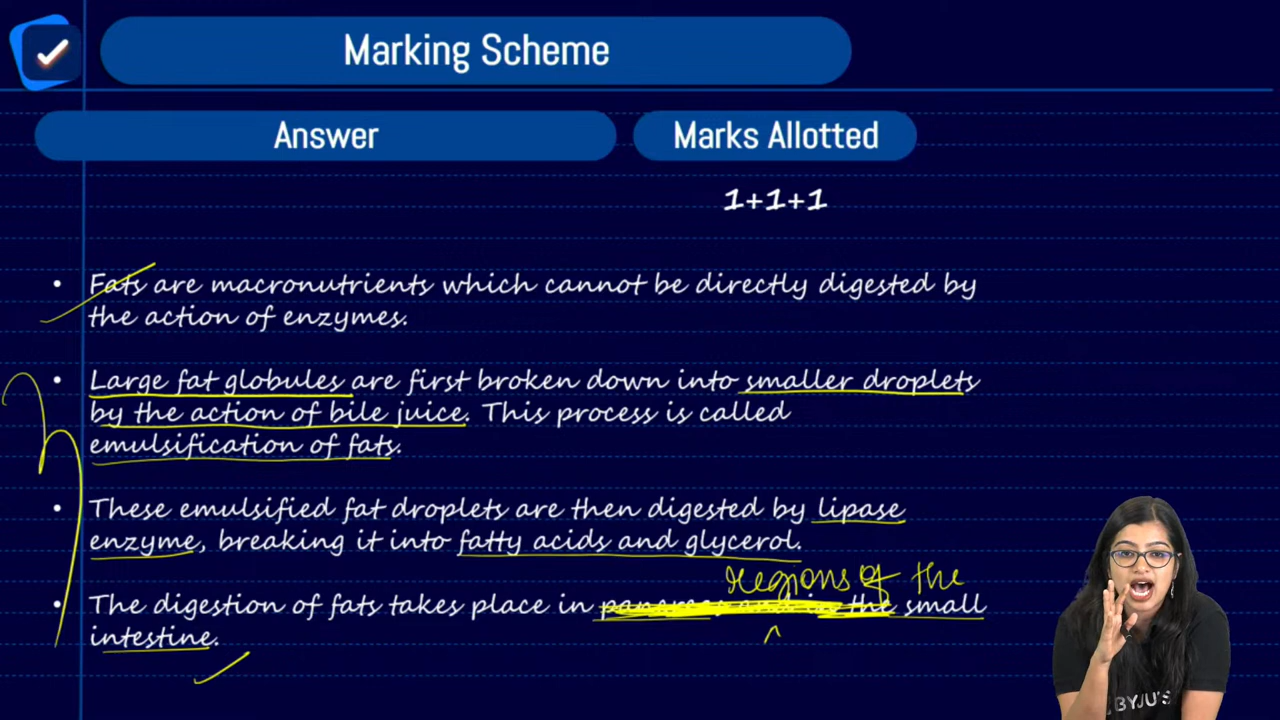 Marking Scheme
Answer
Marks Allotted
1+1+1
• Fats are macronutrients which cannot be directly digested by
the action of enzymes.
• Large fat globules are first broken down into smaller droplets
by the action of bile juice. This process is called
emulsification of fats.
• These emulsified fat droplets are then digested by lipase
enzyme, breaking it into fatty acids and glycerol.
regions of the
• The digestion of fats takes place in and in the small
intestine.
BYJU'S